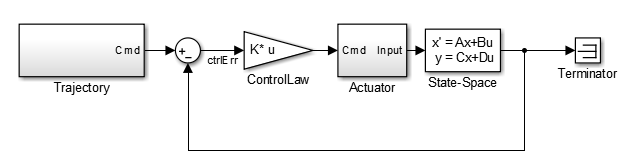 Cmd
Trajectory
+
−
ctrlErr
K* u
ControlLaw
Cmd Input
Actuator
x' = Ax+Bu
y = Cx+Du
State-Space
Terminator